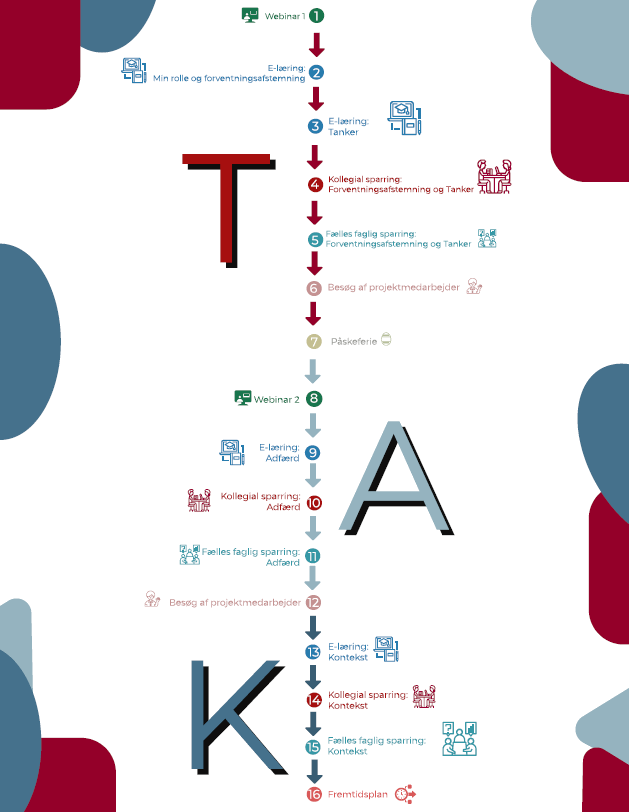 Webinar 1 1
E-læring:
Min rolle og forventningsafstemning 2
3 E-læring:
Tanker
T
4 Kollegial sparring:
Forventningsafstemning og Tanker
5 Fælles faglig sparring:
Forventningsafstemning og Tanker
6 Besøg af projektmedarbejder
7 Påskeferie
Webinar 2 8
A
E-læring:
Adfærd 9
Kollegial sparring:
Adfærd 10
Fælles faglig sparring:
Adfærd 11
Besøg af projektmedarbejder 12
13 E-læring:
Kontekst
K
14 Kollegial sparring:
Kontekst
15 Fælles faglig sparring:
Kontekst
16 Fremtidsplan